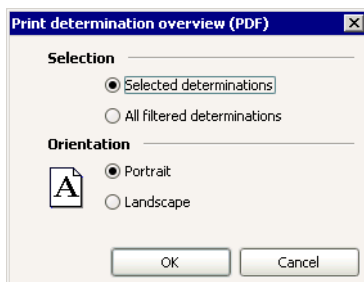 Print determination overview (PDF)
Selection
Selected determinations
All filtered determinations
Orientation
A
Portrait
Landscape
OK Cancel